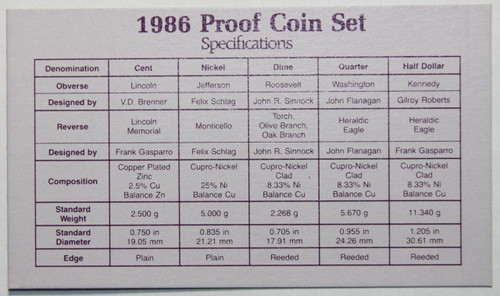 1986 Proof Coin Set
Specifications
Denomination Cent Nickel Dime Quarter Half Dollar
Obverse Lincoln Jefferson Roosevelt Washington Kennedy
Designed by V.D. Brenner Felix Schlag John R. Sinnock John Flanagan Gilroy Roberts
Reverse Lincoln Memorial Monticello Torch, Olive Branch, Oak Branch Heraldic Eagle Heraldic Eagle
Designed by Frank Gasparro Felix Schlag John R. Sinnock John Flanagan Frank Gasparro
Composition Copper Plated Zinc 2.5% Cu Balance Zn Cupro-Nickel 25% Ni Balance Cu Cupro-Nickel Clad 8.33% Ni Balance Cu Cupro-Nickel Clad 8.33% Ni Balance Cu Cupro-Nickel Clad 8.33% Ni Balance Cu
Standard Weight 2.500 g 5.000 g 2.268 g 5.670 g 11.340 g
Standard Diameter 0.750 in 19.05 mm 0.835 in 21.21 mm 0.705 in 17.91 mm 0.955 in 24.26 mm 1.205 in 30.61 mm
Edge Plain Plain Reeded Reeded Reeded